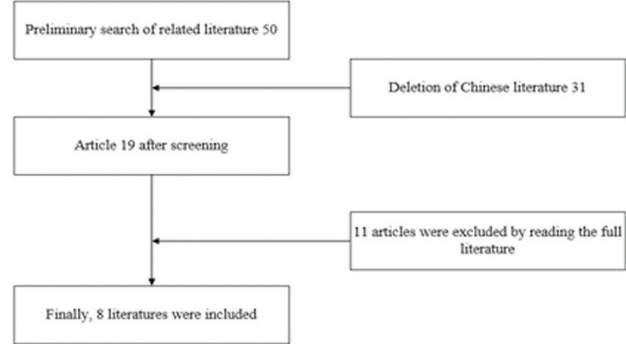 Preliminary search of related literature 50
Deletion of Chinese literature 31
Article 19 after screening
11 articles were excluded by reading the full
literature
Finally, 8 literatures were included